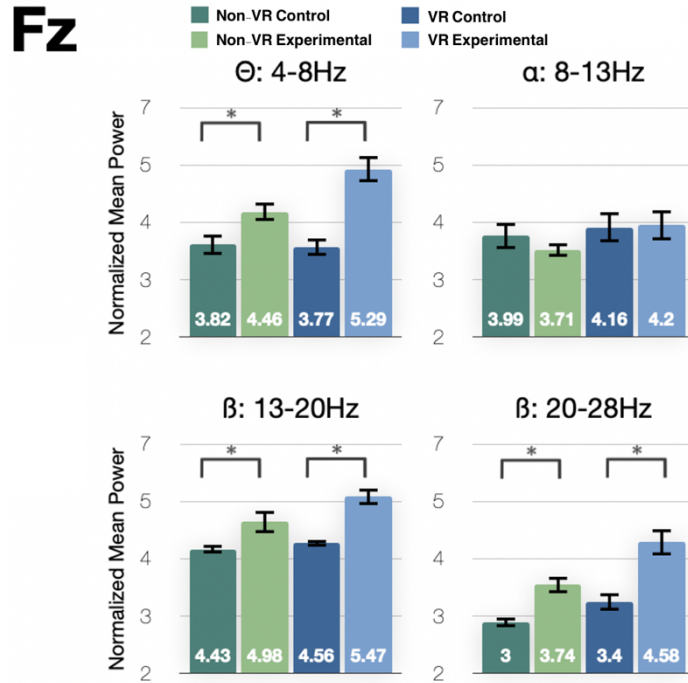 Fz
Non-VR Control
VR Control
Non-VR Experimental
VR Experimental
Θ: 4-8Hz
α: 8-13Hz
Normalized Mean Power
7
5
4
3
2
* *
3.82 4.46 3.77 5.29
7
5
4
3
2
3.99 3.71 4.16 4.2
ß: 13-20Hz
ß: 20-28Hz
Normalized Mean Power
7
5
4
3
2
* *
4.43 4.98 4.56 5.47
7
5
4
3
2
* *
3 3.74 3.4 4.58